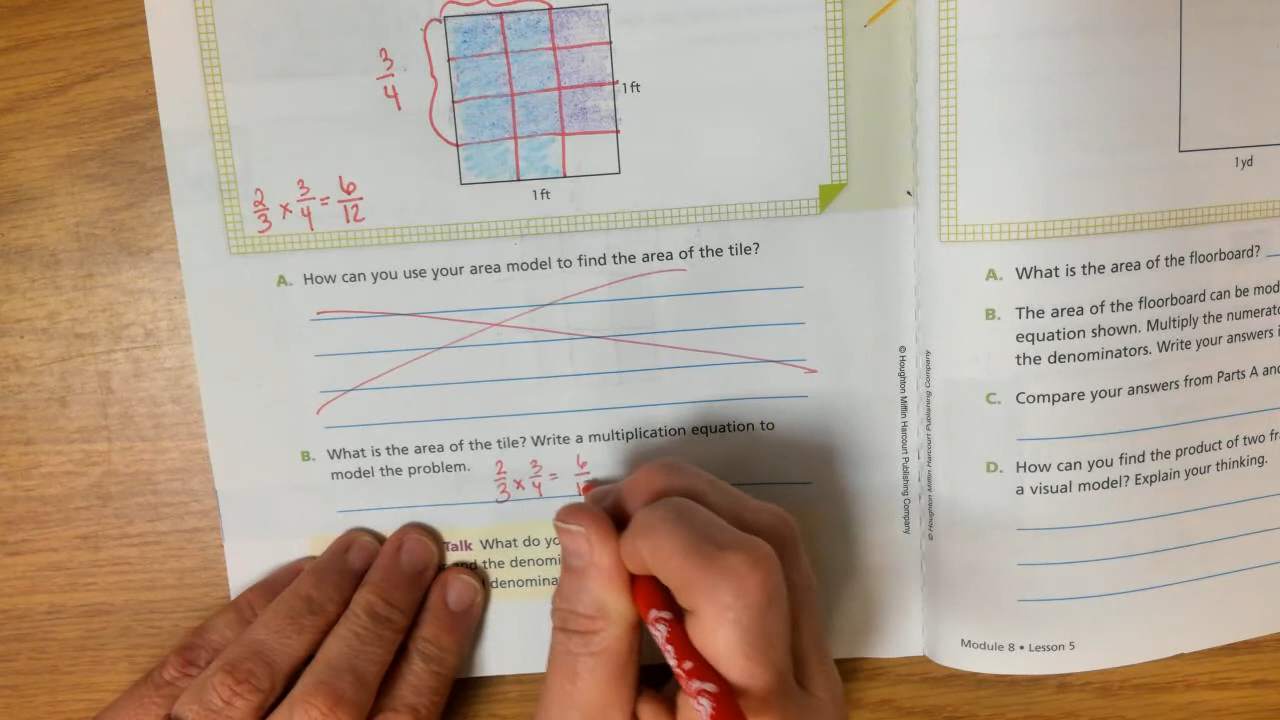 3/4
1 ft
1 ft
2/3 x 3/4 = 6/12
A. How can you use your area model to find the area of the tile?
B. What is the area of the tile? Write a multiplication equation to
model the problem.
2/3 x 3/4 = 6/1
Talk What do yo
and the denomi
denomina
© Houghton Mifflin Harcourt Publishing Company
© Houghton Mifflin Harcourt Publishing Company
1 yd
A. What is the area of the floorboard?
B. The area of the floorboard can be mod
equation shown. Multiply the numerato
the denominators. Write your answers i
C. Compare your answers from Parts A and
D. How can you find the product of two fr
a visual model? Explain your thinking.
Module 8 • Lesson 5